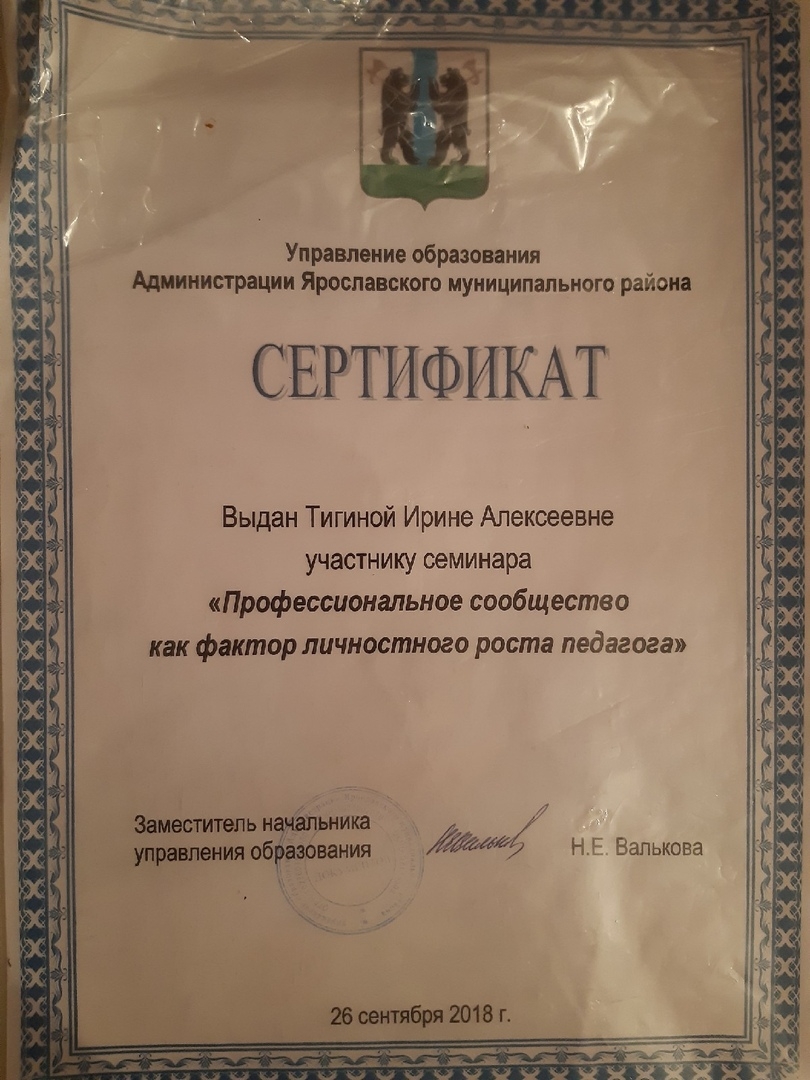 Управление образования
Администрации Ярославского муниципального района
СЕРТИФИКАТ
Выдан Тигиной Ирине Алексеевне
участнику семинара
«Профессиональное сообщество
как фактор личностного роста педагога»
Заместитель начальника
управления образования
Н.Е. Валькова
26 сентября 2018 г.